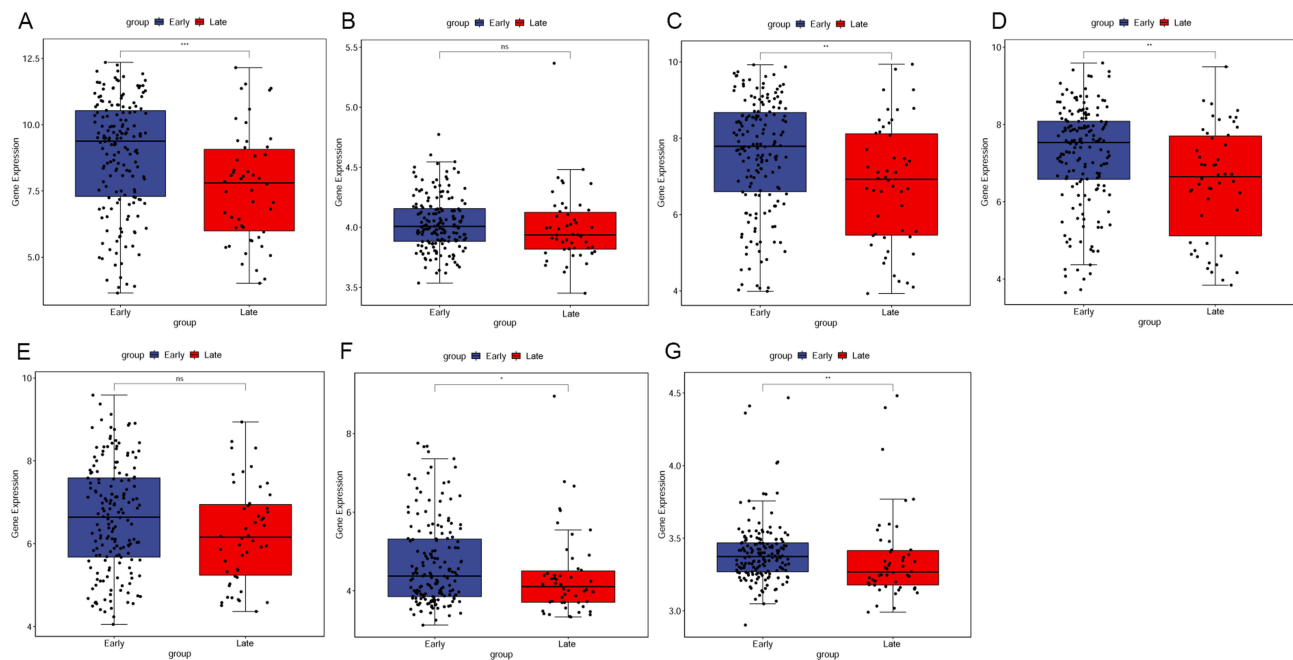 A
group Early Late
***
12.5
10.0
7.5
5.0
Gene Expression
Early Late
group
B
group Early Late
ns
5.5
5.0
4.5
4.0
3.5
Gene Expression
Early Late
group
C
group Early Late
**
10
8
6
4
Gene Expression
Early Late
group
D
group Early Late
**
10
8
6
4
Gene Expression
Early Late
group
E
group Early Late
ns
10
8
6
4
Gene Expression
Early Late
group
F
group Early Late
*
8
6
4
Gene Expression
Early Late
group
G
group Early Late
**
4.5
4.0
3.5
3.0
Gene Expression
Early Late
group